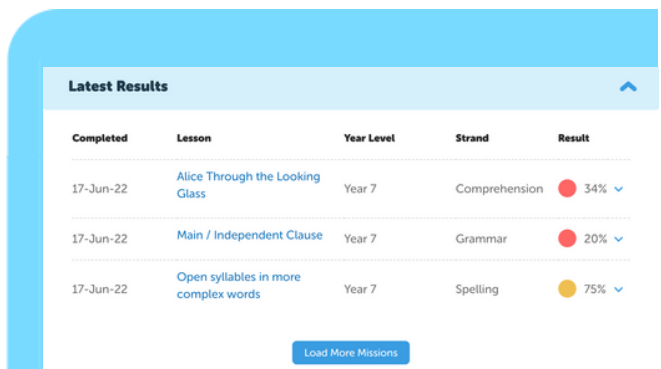 Latest Results
Completed Lesson Year Level Strand Result
17-Jun-22 Alice Through the Looking Glass Year 7 Comprehension 34%
17-Jun-22 Main / Independent Clause Year 7 Grammar 20%
17-Jun-22 Open syllables in more complex words Year 7 Spelling 75%
Load More Missions